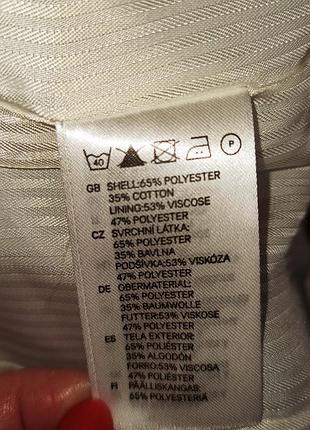 40 P
GB SHELL:65% POLYESTER
35% COTTON
LINING:53% VISCOSE
47% POLYESTER
CZ SVRCHNÍ LÁTKA:
65% POLYESTER
35% BAVLNA
PODŠÍVKA:53% VISKÓZA
47% POLYESTER
DE OBERMATERIAL:
65% POLYESTER
35% BAUMWOLLE
FUTTER:53% VISKOSE
47% POLYESTER
ES TELA EXTERIOR:
65% POLIÉSTER
35% ALGODÓN
FORRO:53% VISCOSA
47% POLIÉSTER
FI PÄÄLLISKANGAS:
65% POLYESTERIÄ